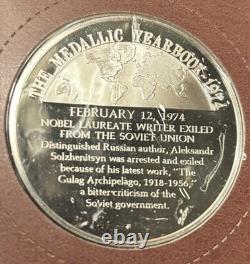 THE MEDALLIC YEARBOOK-1974
FEBRUARY 12, 1974
NOBEL LAUREATE WRITER EXILED
FROM THE SOVIET UNION
Distinguished Russian author, Aleksandr
Solzhenitsyn was arrested and exiled
because of his latest work, "The
Gulag Archipelago, 1918-1956,"
a bitter criticism of the
Soviet government.